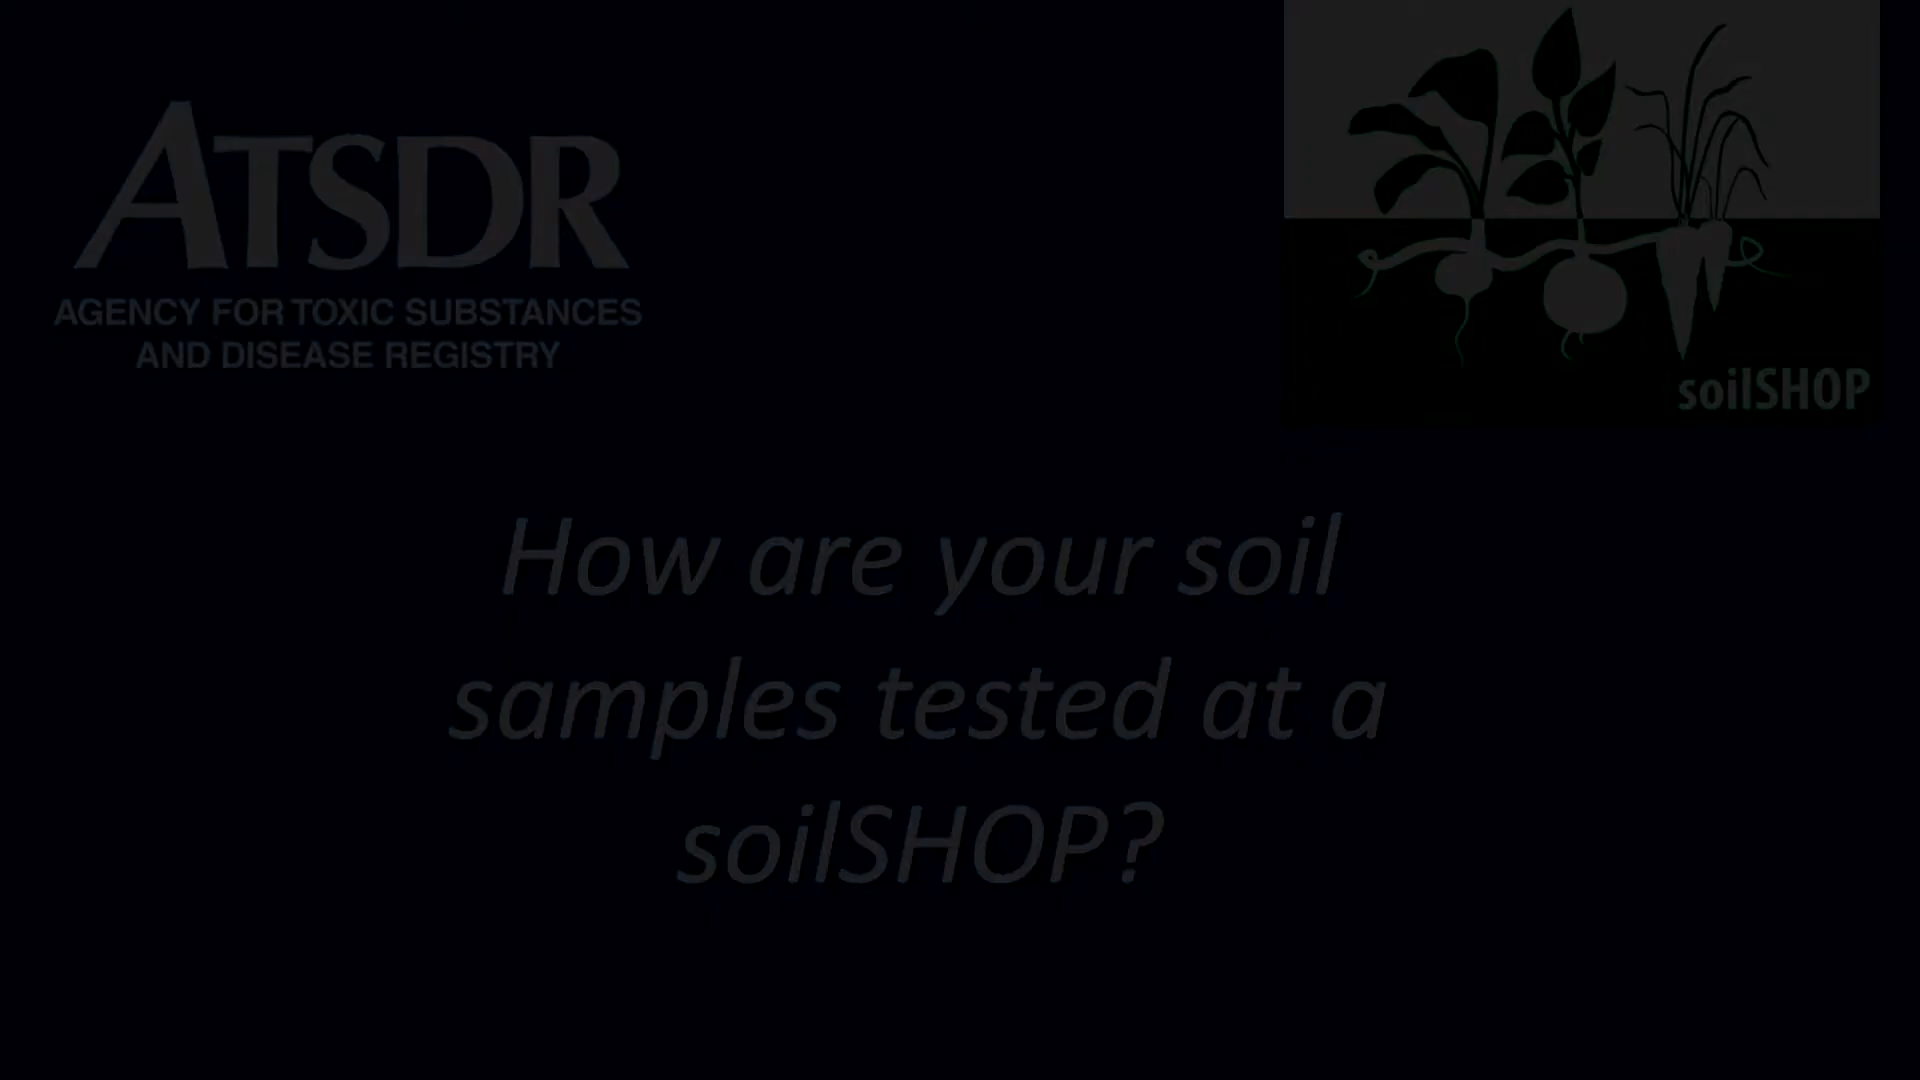 ATSDR
AGENCY FOR TOXIC SUBSTANCES
AND DISEASE REGISTRY
soilSHOP
How are your soil
samples tested at a
soilSHOP?